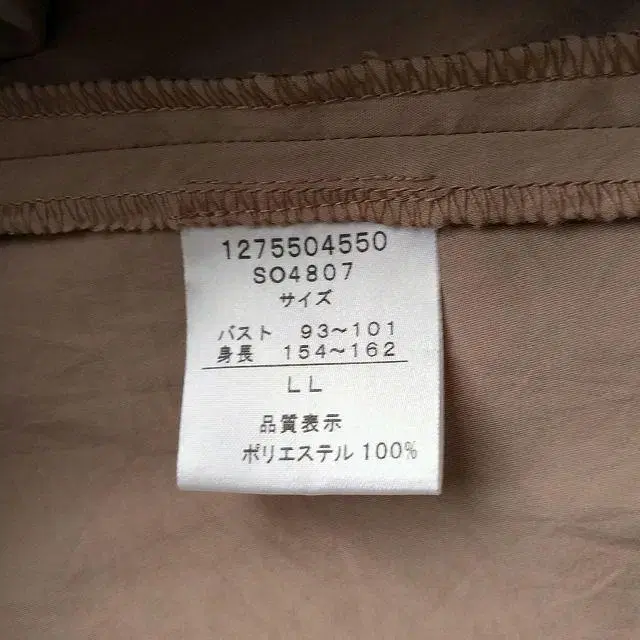 1275504550
SO4807
サイズ
バスト 93～101
身長 154～162
LL
品質表示
ポリエステル 100%